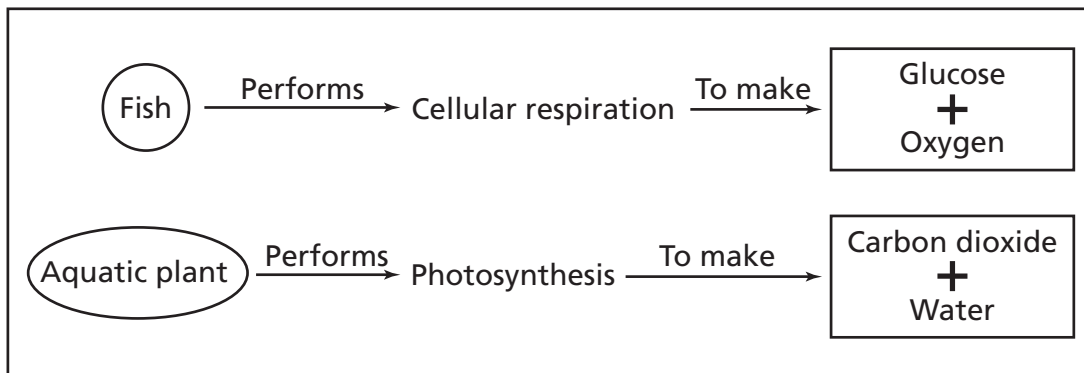 Fish
Performs
Cellular respiration
To make
Glucose
+
Oxygen
Aquatic plant
Performs
Photosynthesis
To make
Carbon dioxide
+
Water